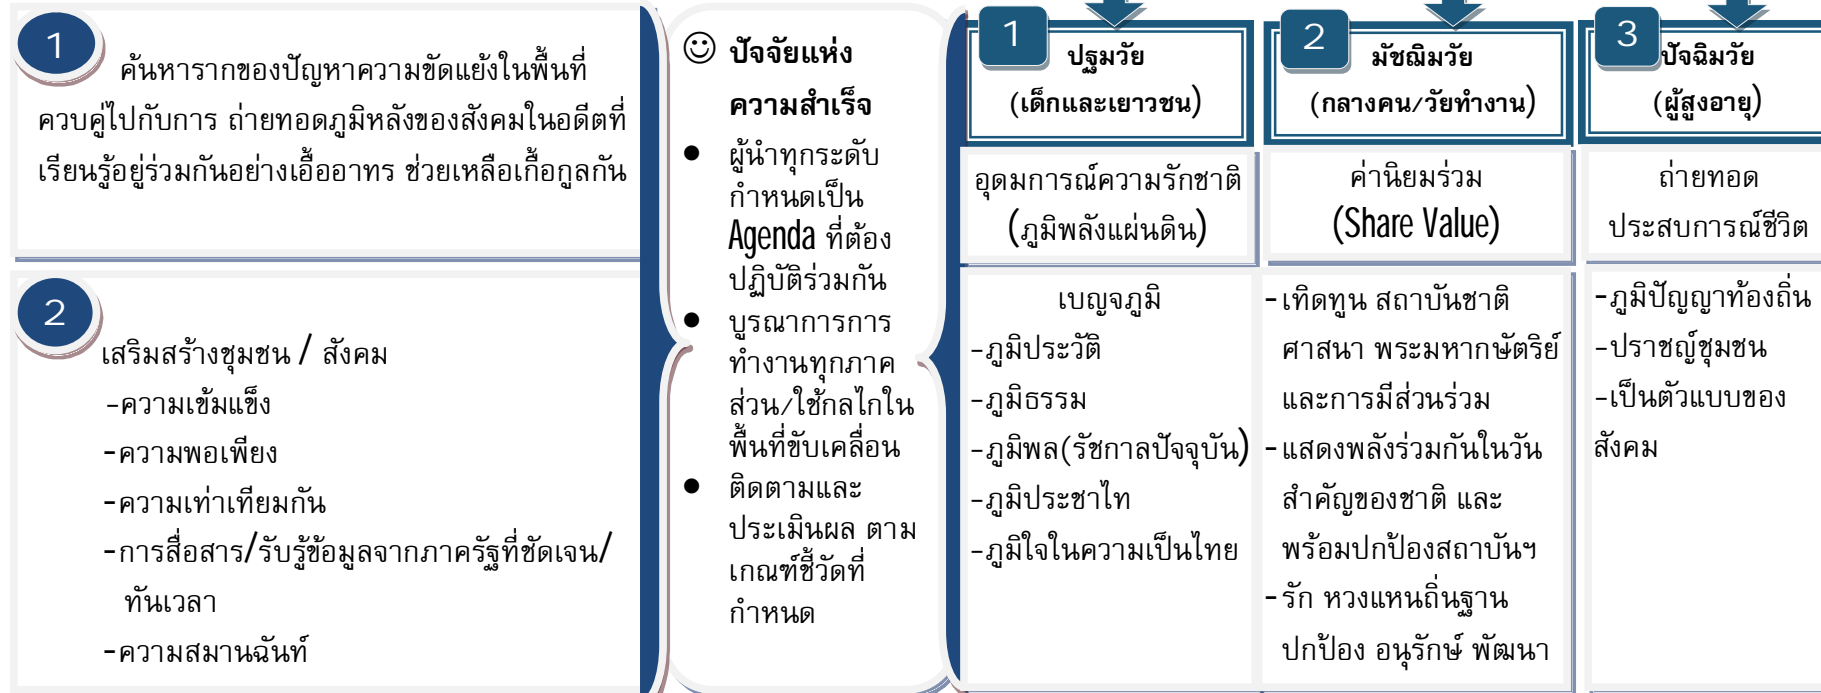 1
ค้นหารากของปัญหาความขัดแย้งในพื้นที่
ควบคู่ไปกับการ ถ่ายทอดภูมิหลังของสังคมในอดีตที่
เรียนรู้อยู่ร่วมกันอย่างเอื้ออาทร ช่วยเหลือเกื้อกูลกัน
2
เสริมสร้างชุมชน / สังคม
-ความเข้มแข็ง
-ความพอเพียง
-ความเท่าเทียมกัน
-การสื่อสาร/รับรู้ข้อมูลจากภาครัฐที่ชัดเจน/
ทันเวลา
-ความสมานฉันท์
☺ ปัจจัยแห่ง
ความสำเร็จ
● ผู้นำทุกระดับ
กำหนดเป็น
Agenda ที่ต้อง
ปฏิบัติร่วมกัน
● บูรณาการการ
ทำงานทุกภาค
ส่วน/ใช้กลไกใน
พื้นที่ขับเคลื่อน
● ติดตามและ
ประเมินผล ตาม
เกณฑ์ชี้วัดที่
กำหนด
1
ปฐมวัย
(เด็กและเยาวชน)
อุดมการณ์ความรักชาติ
(ภูมิพลังแผ่นดิน)
เบญจภูมิ
-ภูมิประวัติ
-ภูมิธรรม
-ภูมิพล(รัชกาลปัจจุบัน)
-ภูมิประชาไท
-ภูมิใจในความเป็นไทย
2
มัชฌิมวัย
(กลางคน/วัยทำงาน)
ค่านิยมร่วม
(Share Value)
-เทิดทูน สถาบันชาติ
ศาสนา พระมหากษัตริย์
และการมีส่วนร่วม
-แสดงพลังร่วมกันในวัน
สำคัญของชาติ และ
พร้อมปกป้องสถาบันฯ
-รัก หวงแหนถิ่นฐาน
ปกป้อง อนุรักษ์ พัฒนา
3
ปัจฉิมวัย
(ผู้สูงอายุ)
ถ่ายทอด
ประสบการณ์ชีวิต
-ภูมิปัญญาท้องถิ่น
-ปราชญ์ชุมชน
-เป็นตัวแบบของ
สังคม